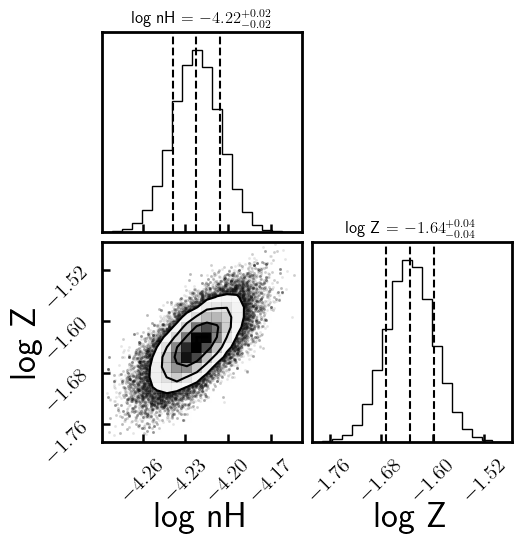 log nH = −4.22+0.02−0.02
log Z = −1.64+0.04−0.04
log Z
−1.52
−1.60
−1.68
−1.76
−4.26 −4.23 −4.20 −4.17
−1.76 −1.68 −1.60 −1.52
log nH
log Z